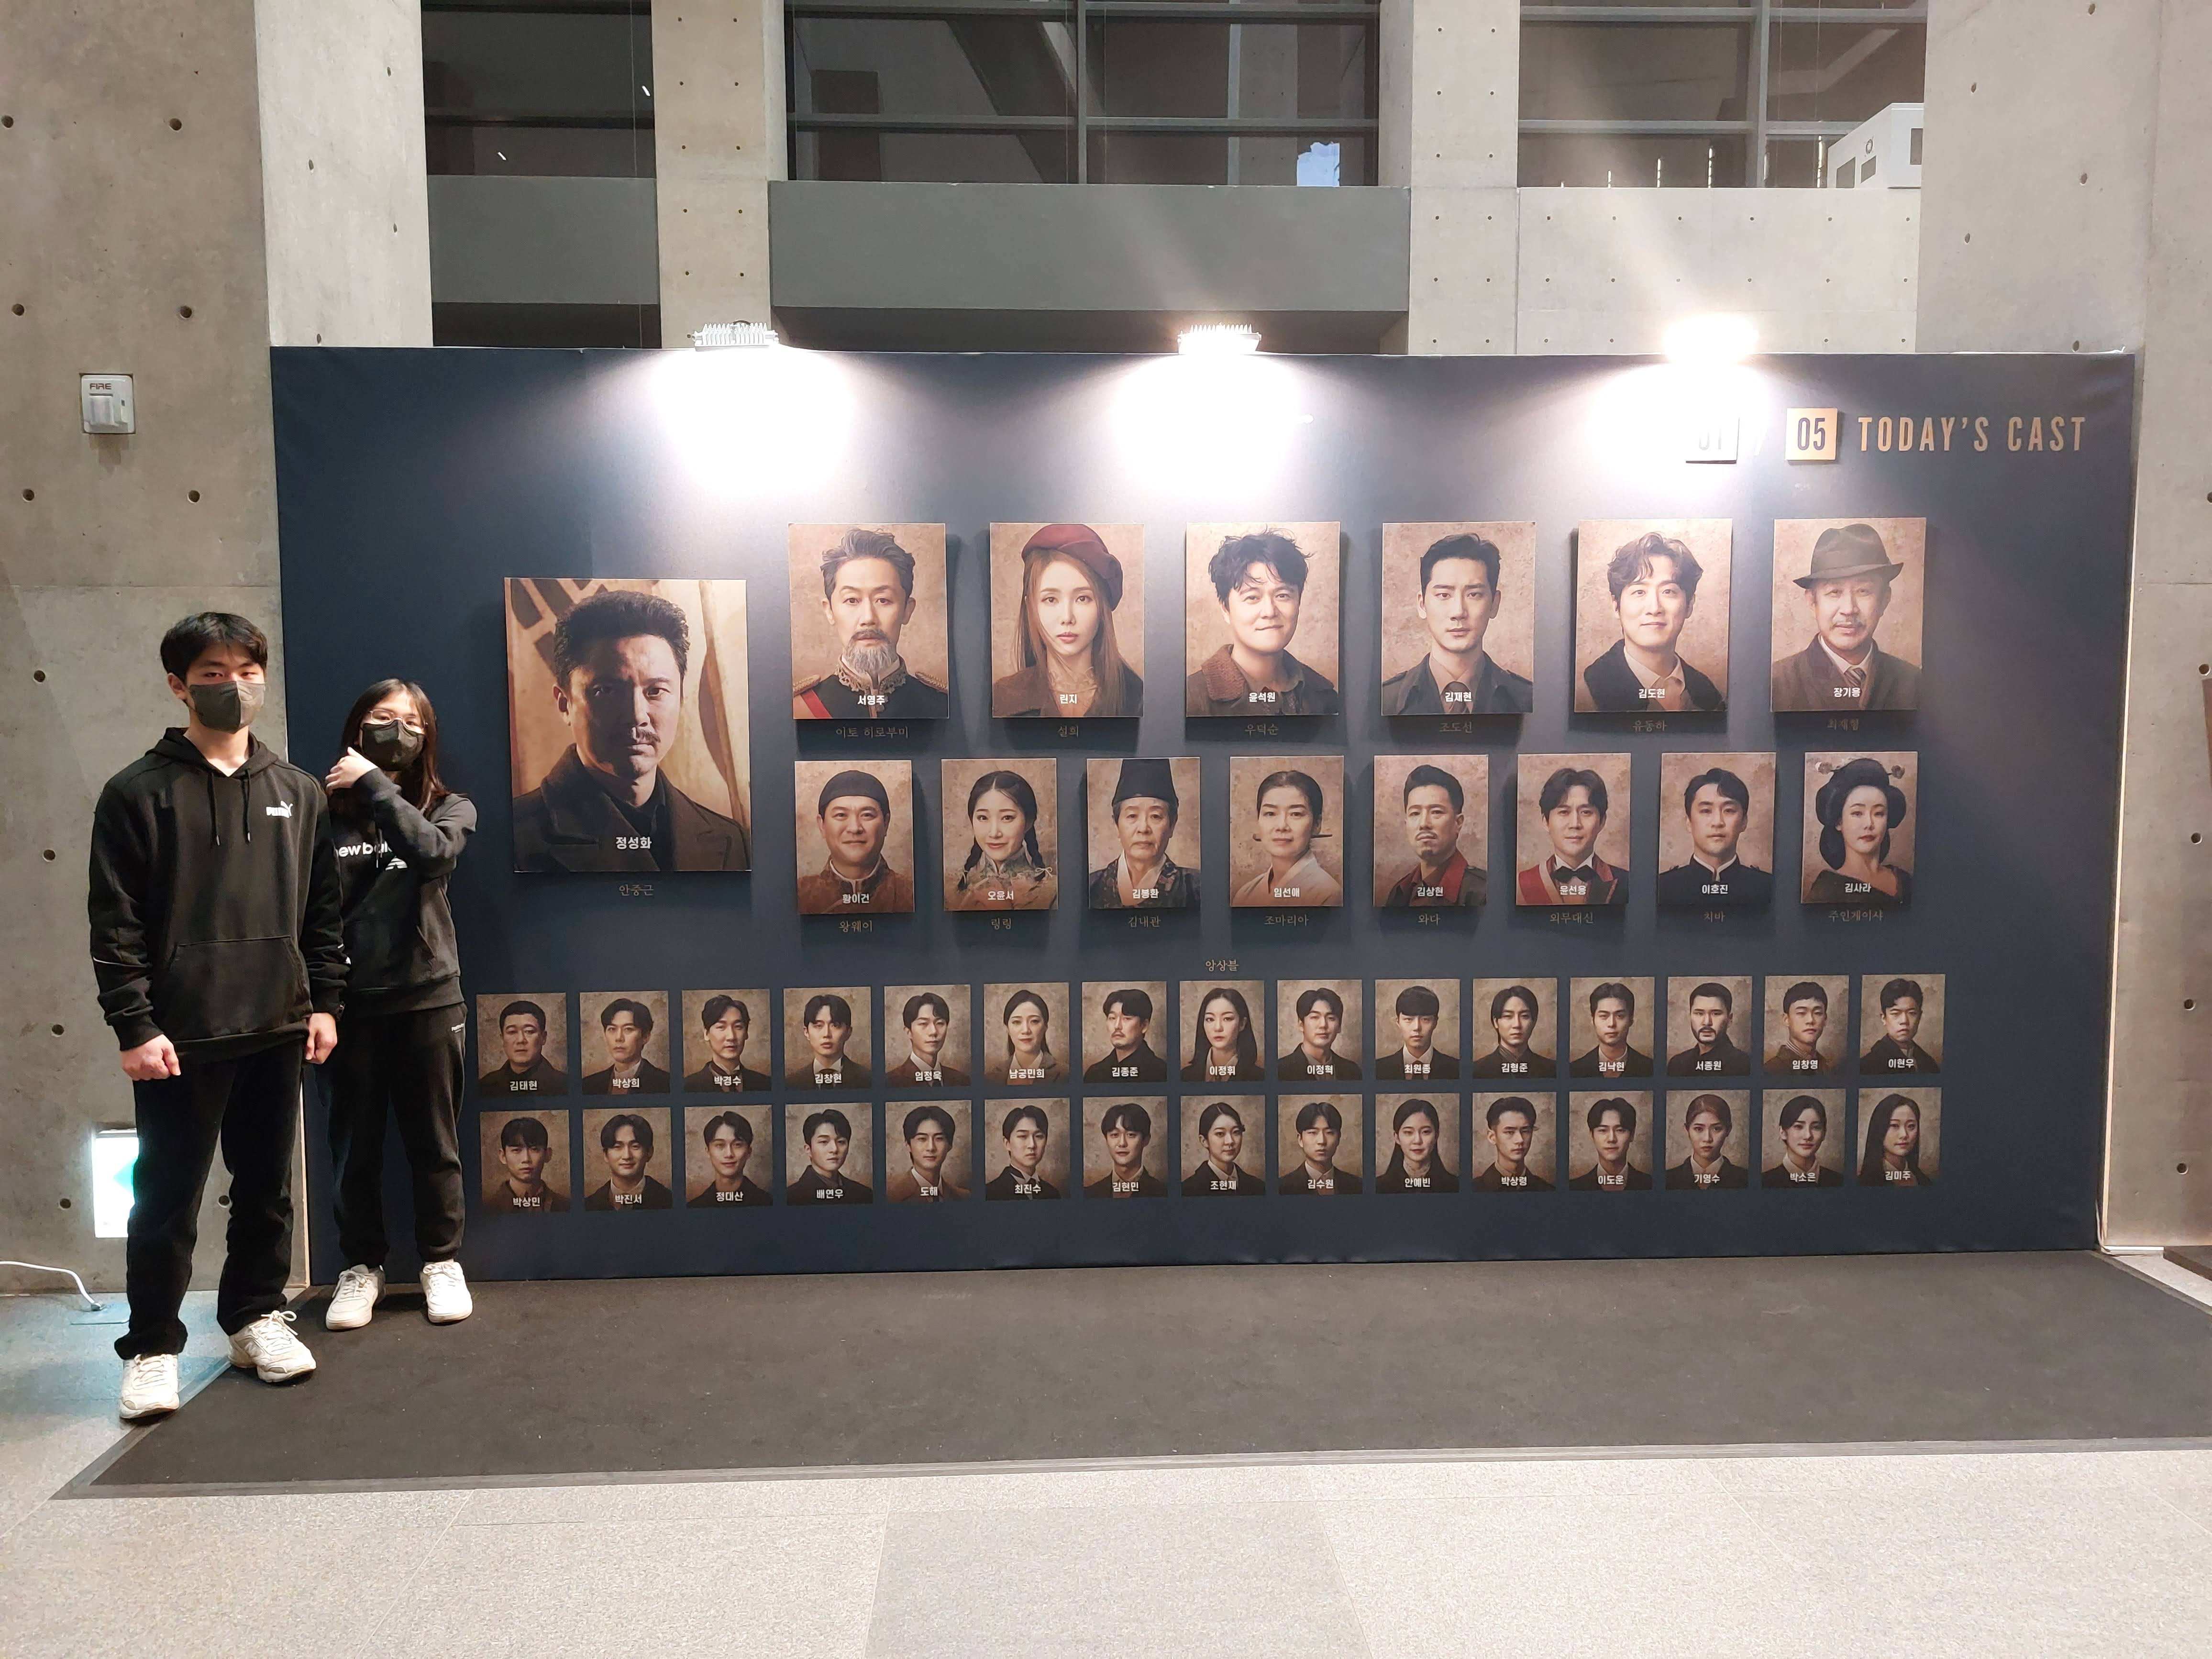 FIRE
01 / 05 TODAY'S CAST
서영주 린지 윤석원 김재현 김도현 장기용
이토 히로부미 설희 우덕순 조도선 유동하 최재형
정성화
안중근
황이건 오윤서 김봉환 임선애 김상현 윤선용 이호진 김사라
왕웨이 링링 김내관 조마리아 와다 외무대신 치바 주인게이샤
앙상블
김태현 박상희 박경수 김창현 엄정욱 남궁민희 김종준 이정휘 이정혁 최원종 김형준 김낙현 서종원 임창영 이현우
박상민 박진서 정대산 배연우 도해 최진수 김현민 조현재 김수원 안예빈 박상령 이도운 기영수 박소은 김미주
PUMA
new bal